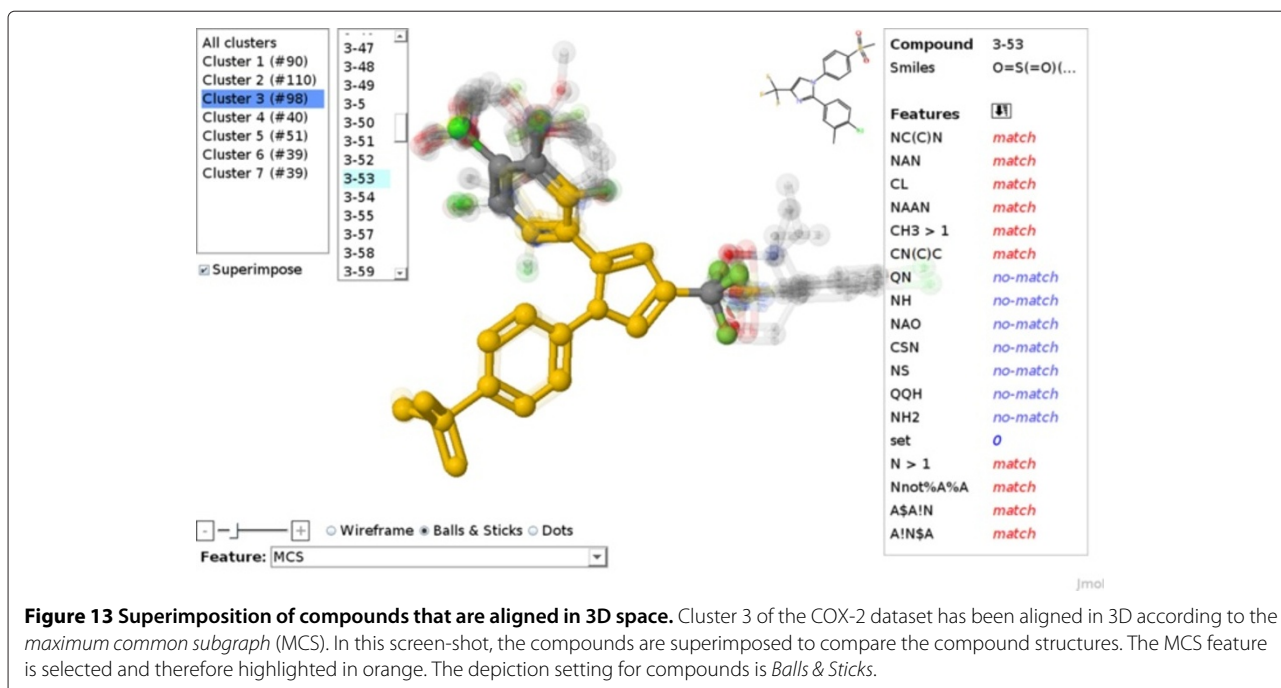 All clusters
Cluster 1 (#90)
Cluster 2 (#110)
Cluster 3 (#98)
Cluster 4 (#40)
Cluster 5 (#51)
Cluster 6 (#39)
Cluster 7 (#39)
Superimpose
3-47
3-48
3-49
3-5
3-50
3-51
3-52
3-53
3-54
3-55
3-57
3-58
3-59
Compound 3-53
Smiles O=S(=O)(...
Features
NC(C)N match
NAN match
CL match
NAAN match
CH3 > 1 match
CN(C)C match
QN no-match
NH no-match
NAO no-match
CSN no-match
NS no-match
QQH no-match
NH2 no-match
set 0
N > 1 match
Nnot%A%A match
A$A!N match
A!N$A match
- + Wireframe Balls & Sticks Dots
Feature: MCS
Jmol
Figure 13 Superimposition of compounds that are aligned in 3D space. Cluster 3 of the COX-2 dataset has been aligned in 3D according to the
maximum common subgraph (MCS). In this screen-shot, the compounds are superimposed to compare the compound structures. The MCS feature
is selected and therefore highlighted in orange. The depiction setting for compounds is Balls & Sticks.